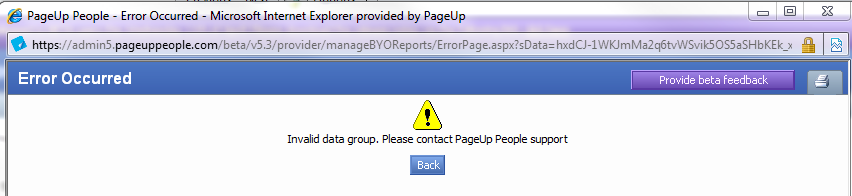 PageUp People - Error Occurred - Microsoft Internet Explorer provided by PageUp
https://admin5.pageuppeople.com/beta/v5.3/provider/manageBYOReports/ErrorPage.aspx?sData=hxdCJ-1WKJmMa2q6tvWSvik5OS5aSHbKEk_x
Error Occurred
Provide beta feedback
Invalid data group. Please contact PageUp People support
Back